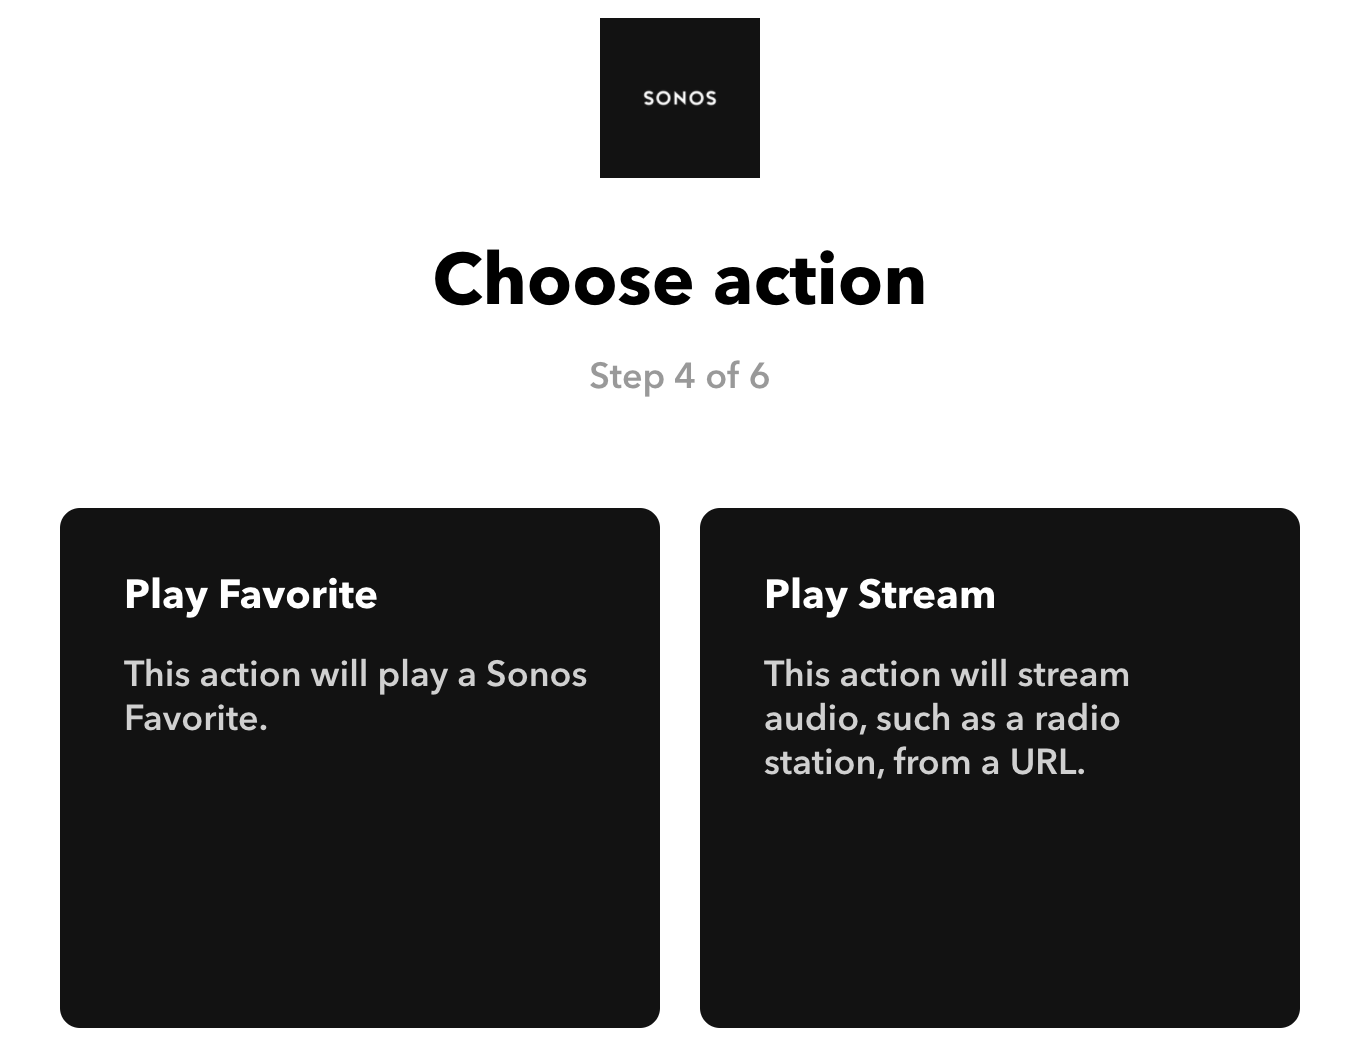 SONOS
Choose action
Step 4 of 6
Play Favorite
This action will play a Sonos
Favorite.
Play Stream
This action will stream
audio, such as a radio
station, from a URL.